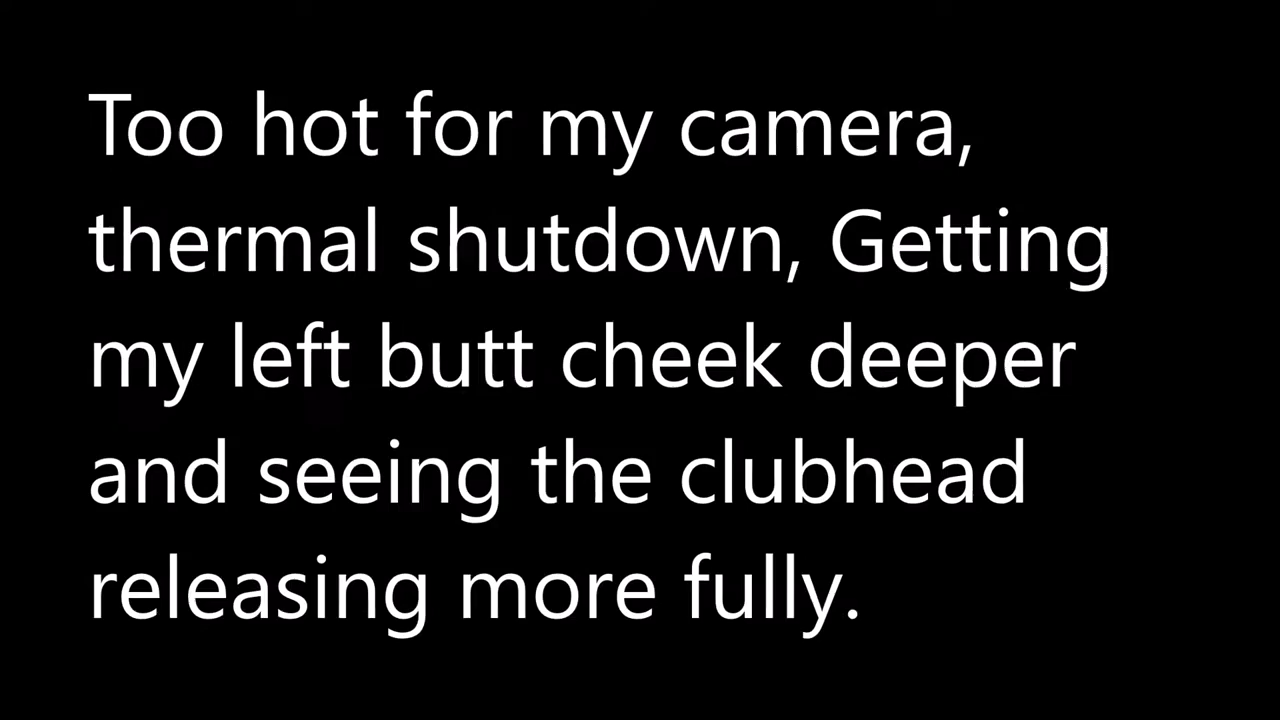 Too hot for my camera,
thermal shutdown, Getting
my left butt cheek deeper
and seeing the clubhead
releasing more fully.